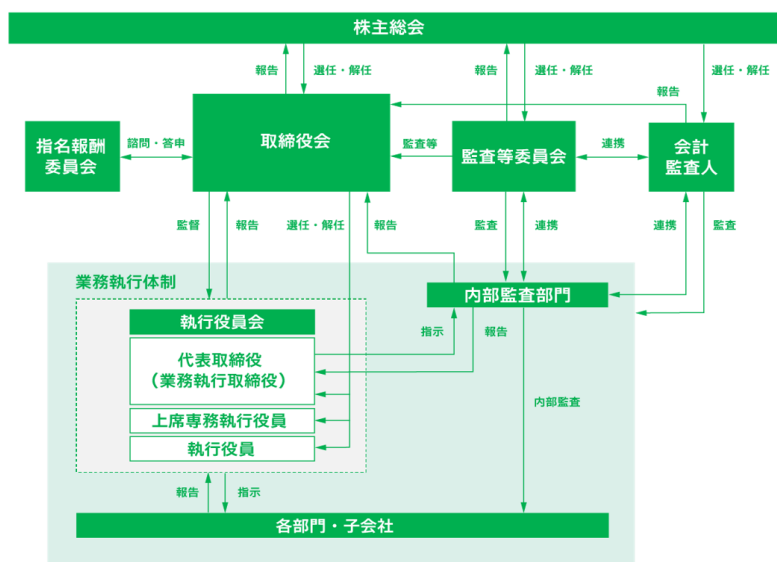 株主総会
報告
選任・解任
報告
選任・解任
選任・解任
報告
指名報酬
委員会
諮問・答申
取締役会
監査等
監査等委員会
連携
会計
監査人
監督
報告
選任・解任
報告
監査
連携
連携
監査
業務執行体制
内部監査部門
執行役員会
指示
報告
代表取締役
（業務執行取締役）
内部監査
上席専務執行役員
執行役員
報告
指示
各部門・子会社